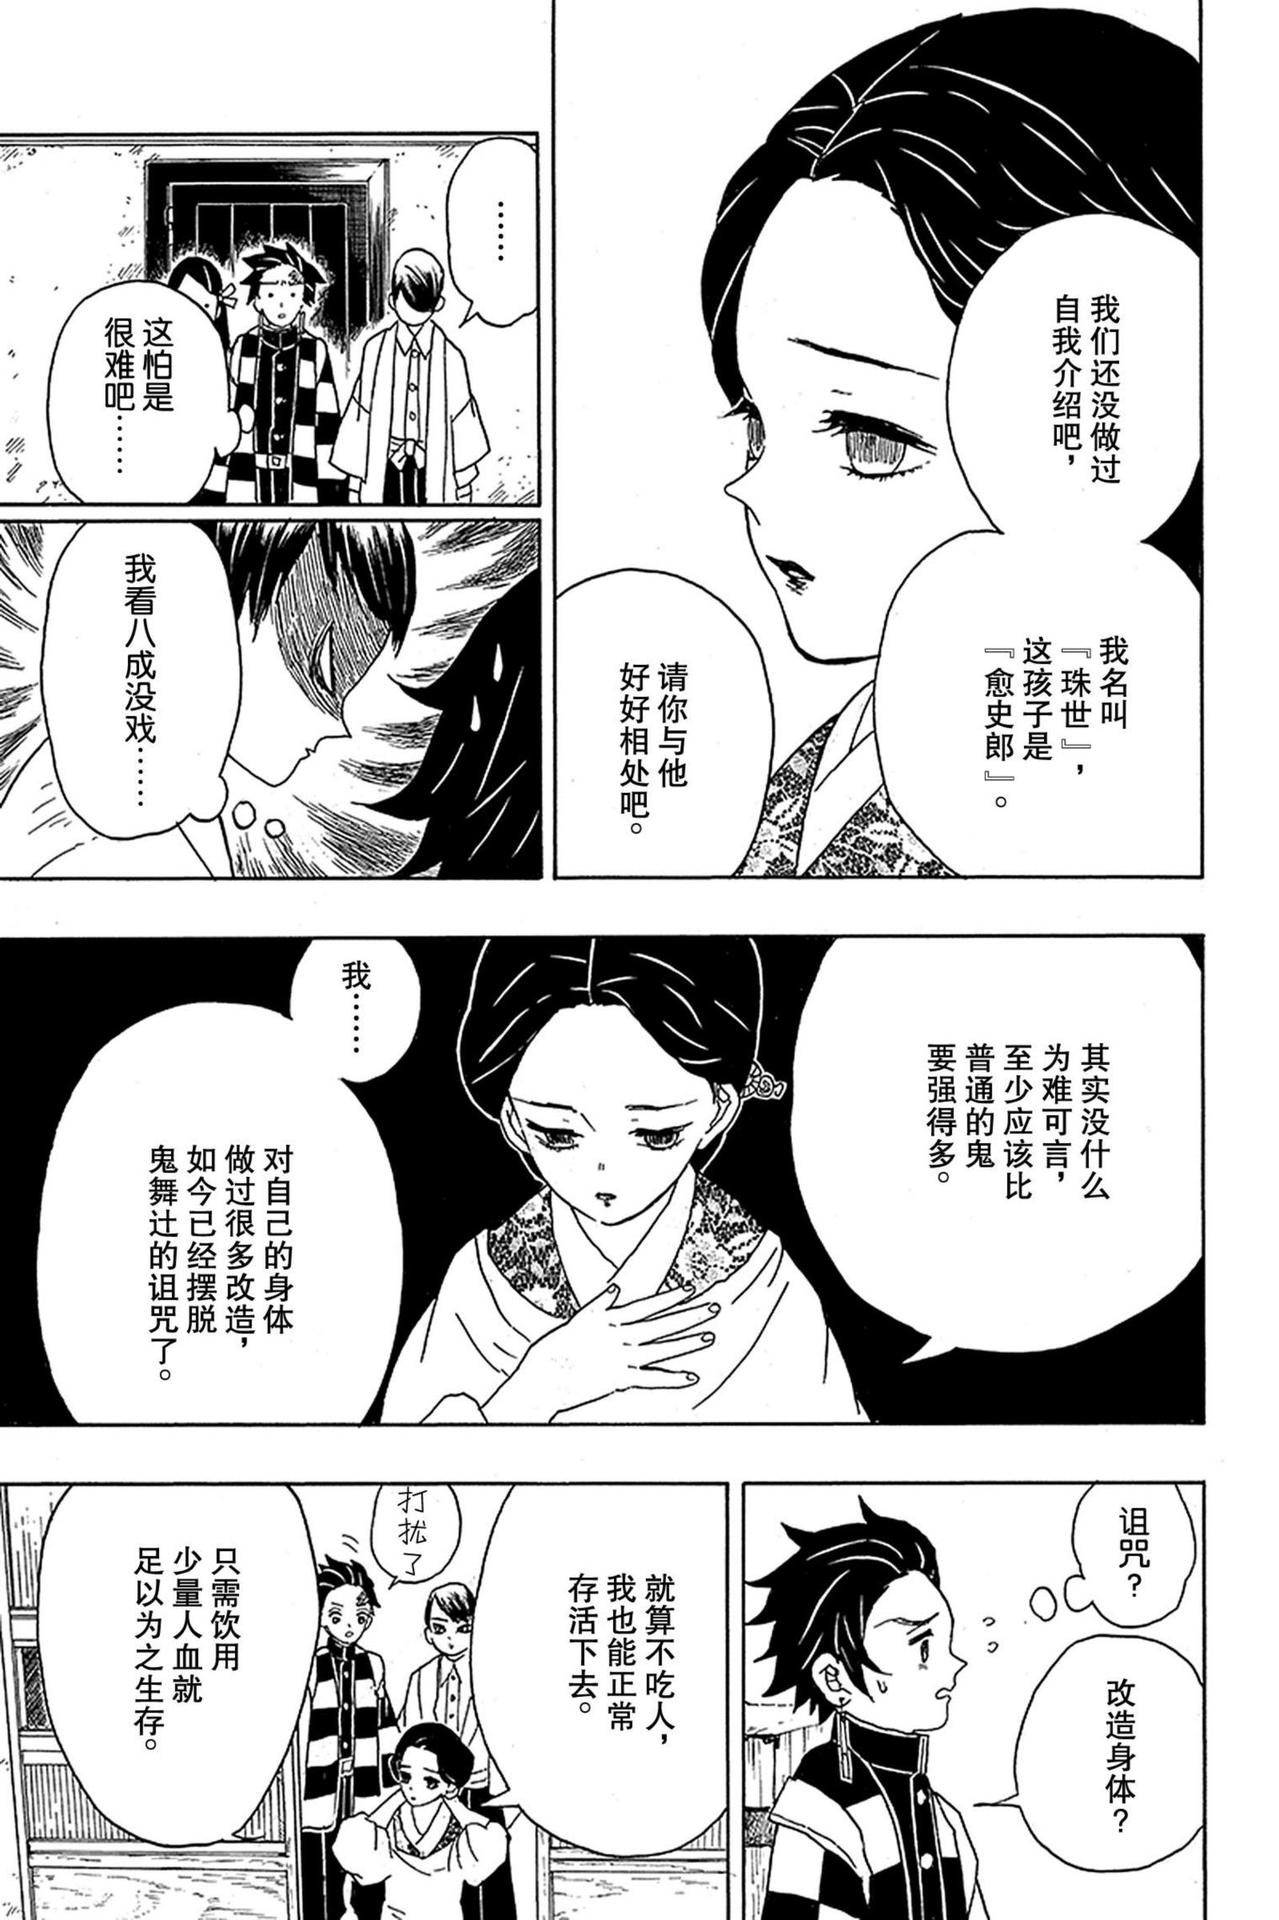 我们还没做过
自我介绍吧，
我名叫
『珠世』，
这孩子是
『愈史郎』。
请你与他
好好相处吧。
……
这怕是
很难吧……
我看八成没戏……
其实没什么
为难可言，
至少应该比
普通的鬼
要强得多。
我……
对自己的身体
做过很多改造，
如今已经摆脱
鬼舞辻的诅咒了。
诅咒？
改造身体？
就算不吃人，
我也能正常
存活下去。
打扰了
只需饮用
少量人血就
足以为之生存。